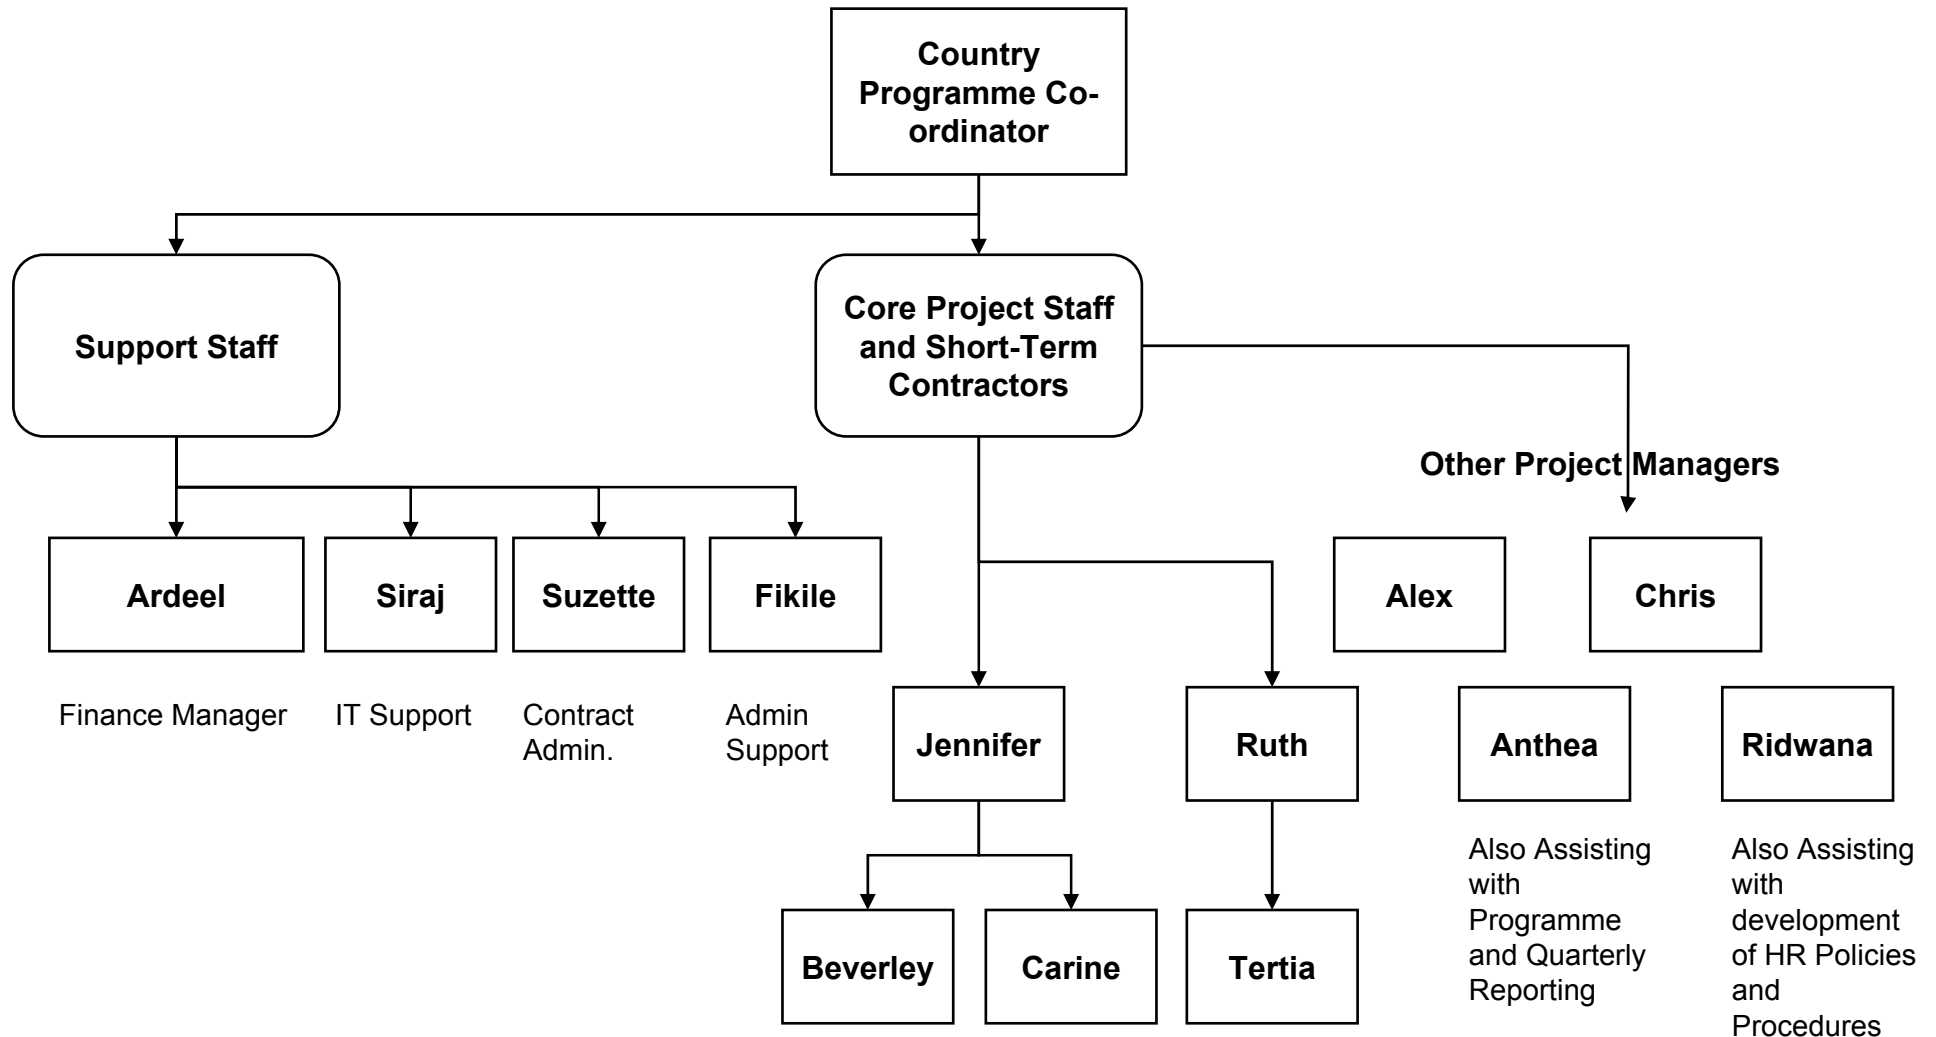 Country
Programme Co-
ordinator
Support Staff
Core Project Staff
and Short-Term
Contractors
Other Project Managers
Ardeel
Siraj
Suzette
Fikile
Alex
Chris
Finance Manager
IT Support
Contract
Admin.
Admin
Support
Jennifer
Ruth
Anthea
Ridwana
Also Assisting
with
Programme
and Quarterly
Reporting
Also Assisting
with
development
of HR Policies
and
Procedures
Beverley
Carine
Tertia